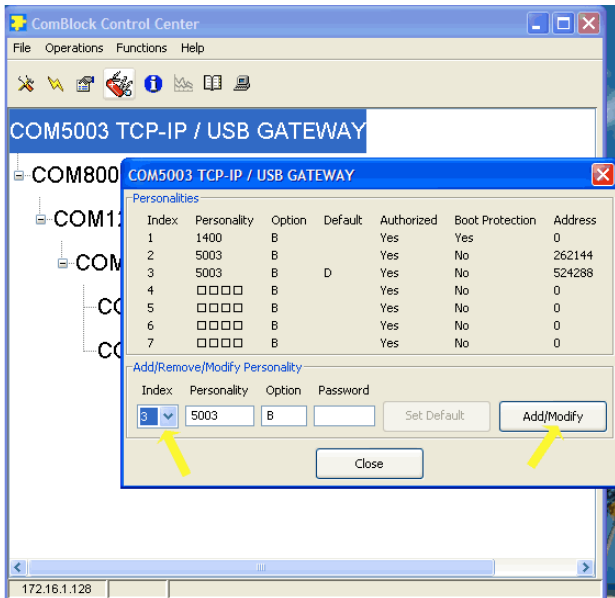 ComBlock Control Center
File Operations Functions Help
COM5003 TCP-IP / USB GATEWAY
COM800
COM5003 TCP-IP / USB GATEWAY
Personalities
Index Personality Option Default Authorized Boot Protection Address
1 1400 B Yes Yes 0
2 5003 B Yes No 262144
3 5003 B D Yes No 524288
4 □□□□ B Yes No 0
5 □□□□ B Yes No 0
6 □□□□ B Yes No 0
7 □□□□ B Yes No 0
COM12
COM
CO
CO
Add/Remove/Modify Personality
Index Personality Option Password
3 5003 B Set Default Add/Modify
Close
172.16.1.128